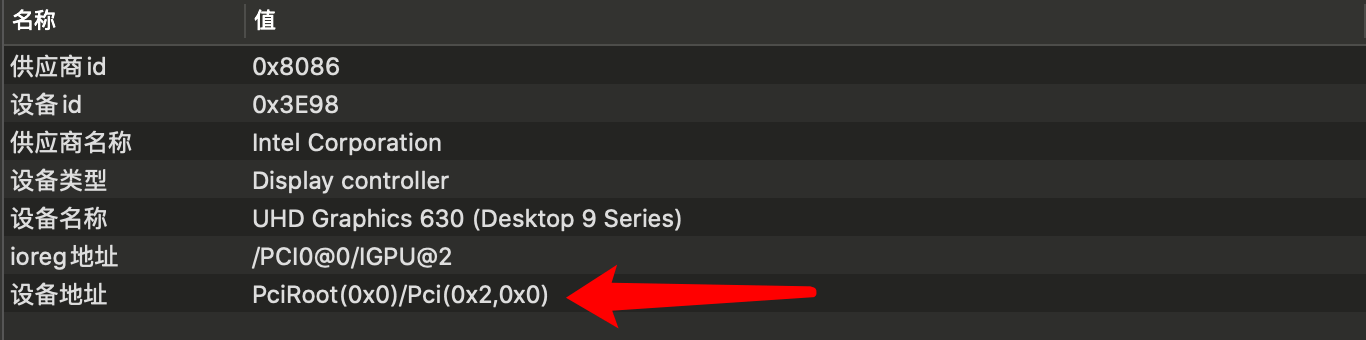 名称 值
供应商id 0x8086
设备id 0x3E98
供应商名称 Intel Corporation
设备类型 Display controller
设备名称 UHD Graphics 630 (Desktop 9 Series)
ioreg地址 /PCI0@0/IGPU@2
设备地址 PciRoot(0x0)/Pci(0x2,0x0)